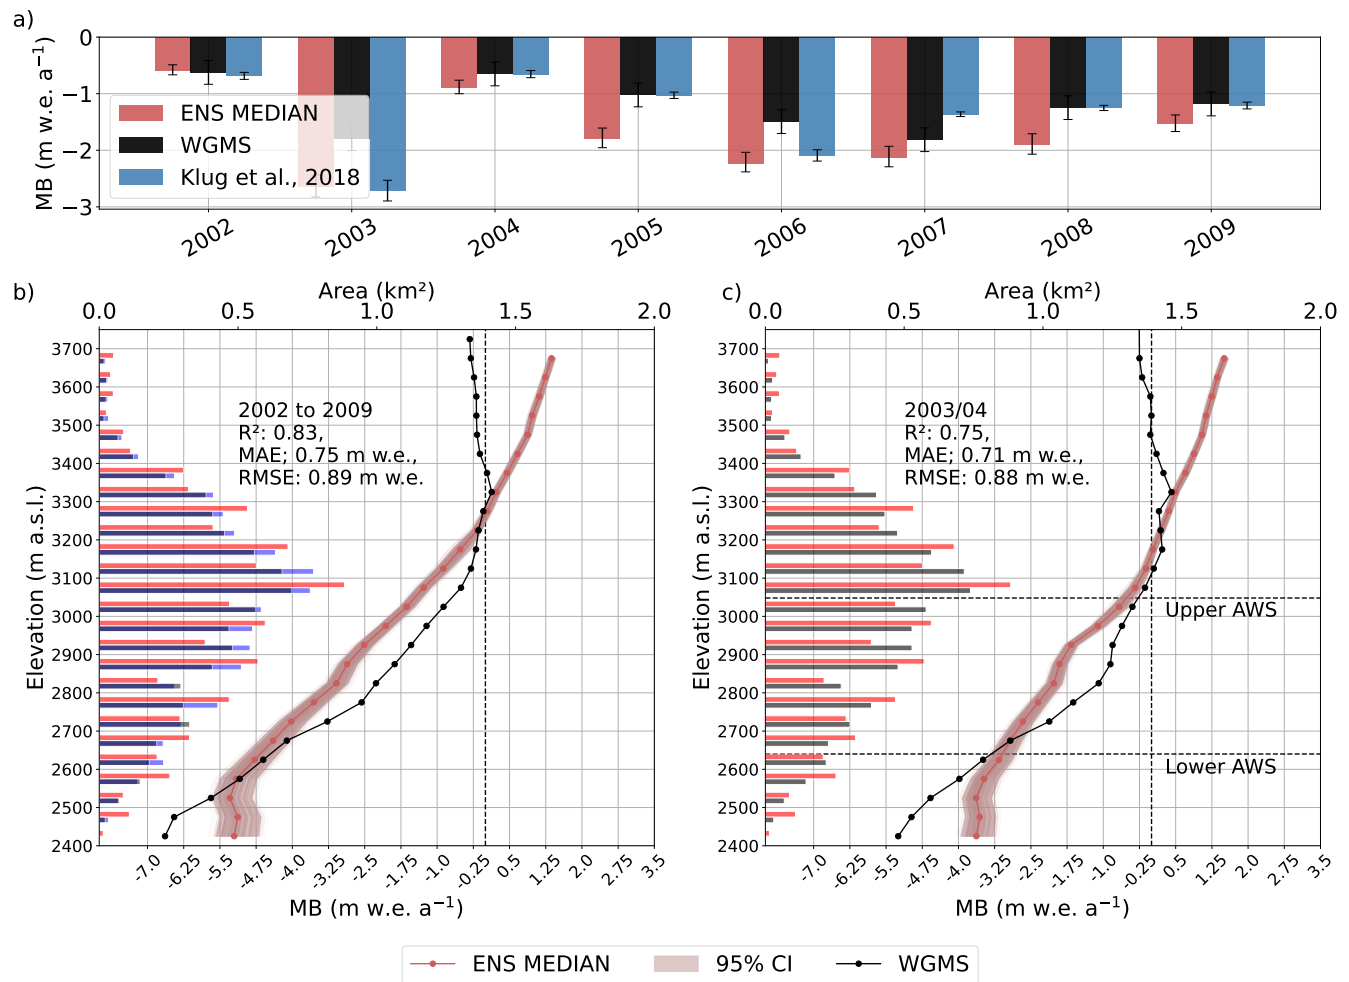 a)
MB (m w.e. a⁻¹)
0
−1
−2
−3
ENS MEDIAN
WGMS
Klug et al., 2018
2002
2003
2004
2005
2006
2007
2008
2009
b)
Area (km²)
0.0 0.5 1.0 1.5 2.0
Elevation (m a.s.l.)
3700
3600
3500
3400
3300
3200
3100
3000
2900
2800
2700
2600
2500
2400
2002 to 2009
R²: 0.83,
MAE; 0.75 m w.e.,
RMSE: 0.89 m w.e.
-7.0 -6.25 -5.5 -4.75 -4.0 -3.25 -2.5 -1.75 -1.0 -0.25 0.5 1.25 2.0 2.75 3.5
MB (m w.e. a⁻¹)
c)
Area (km²)
0.0 0.5 1.0 1.5 2.0
Elevation (m a.s.l.)
3700
3600
3500
3400
3300
3200
3100
3000
2900
2800
2700
2600
2500
2400
2003/04
R²: 0.75,
MAE; 0.71 m w.e.,
RMSE: 0.88 m w.e.
Upper AWS
Lower AWS
-7.0 -6.25 -5.5 -4.75 -4.0 -3.25 -2.5 -1.75 -1.0 -0.25 0.5 1.25 2.0 2.75 3.5
MB (m w.e. a⁻¹)
ENS MEDIAN 95% CI WGMS